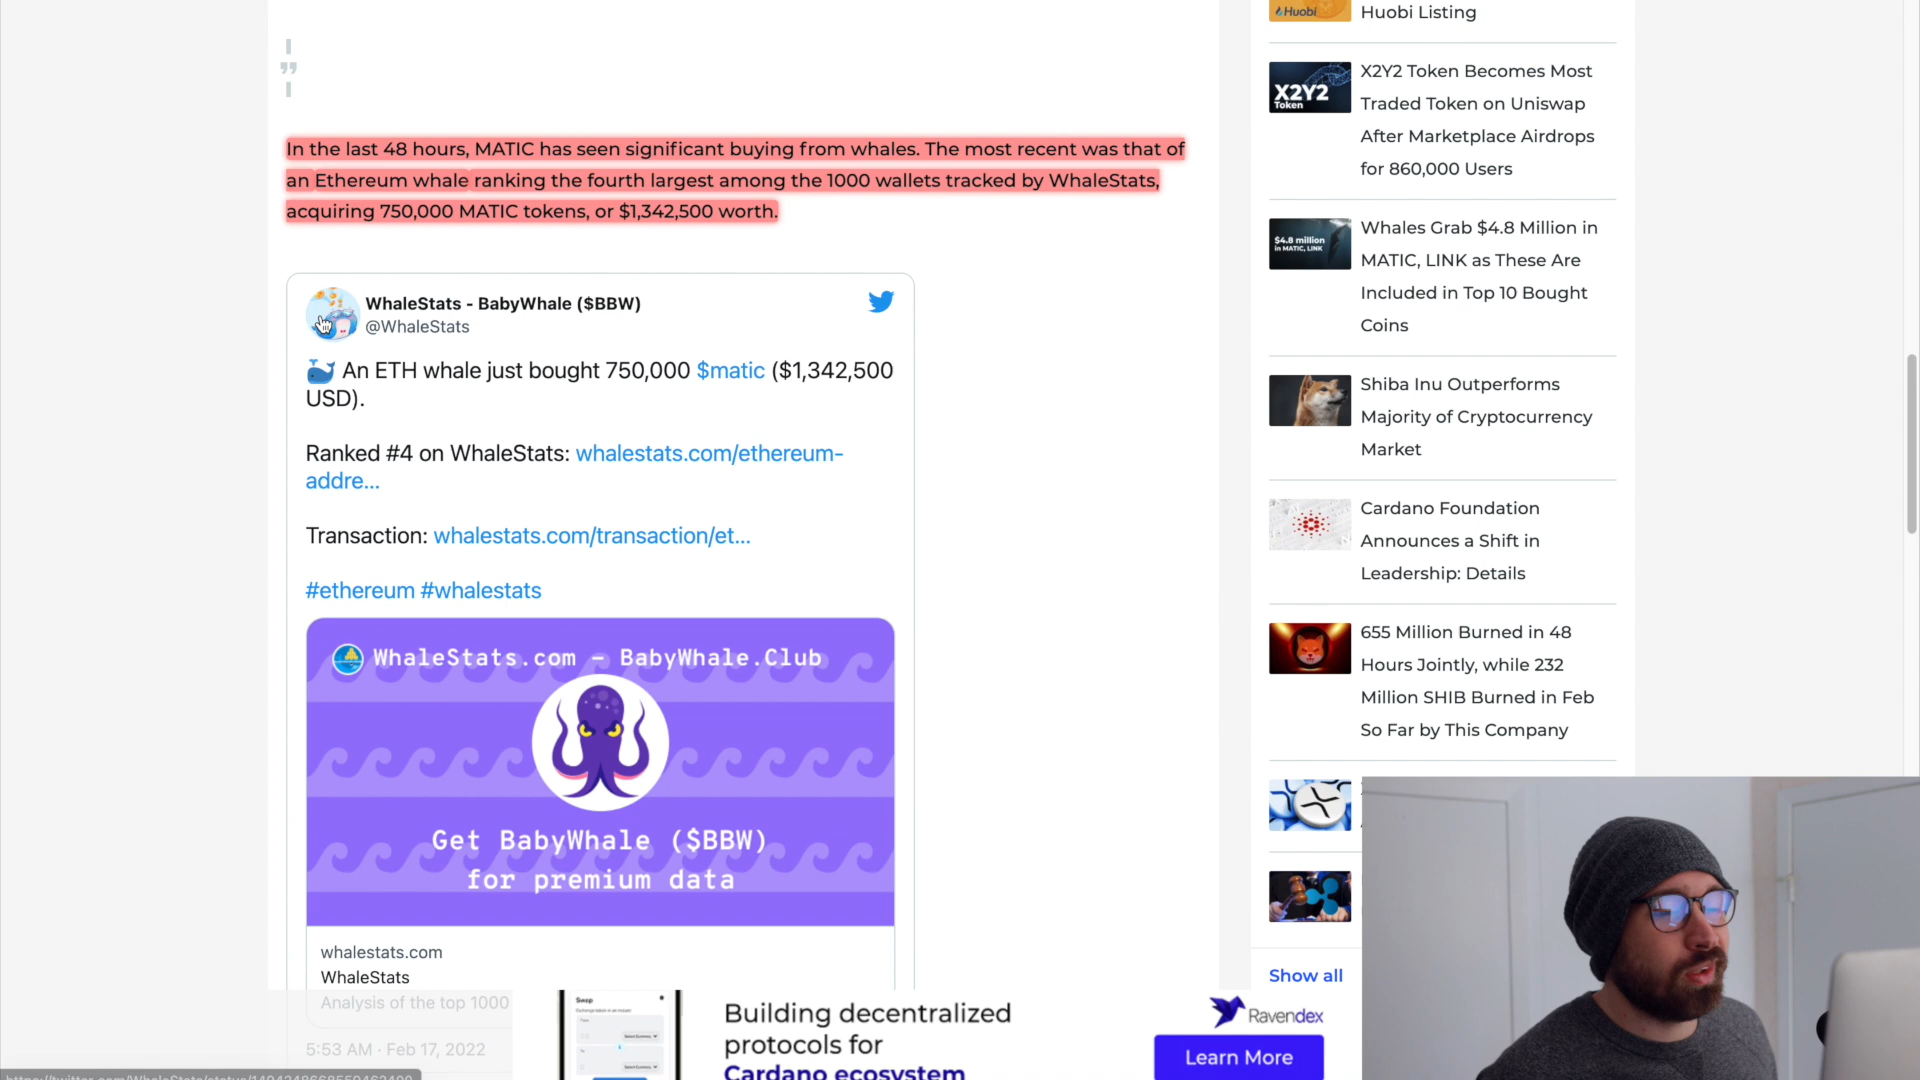 ”
In the last 48 hours, MATIC has seen significant buying from whales. The most recent was that of
an Ethereum whale ranking the fourth largest among the 1000 wallets tracked by WhaleStats,
acquiring 750,000 MATIC tokens, or $1,342,500 worth.
WhaleStats - BabyWhale ($BBW)
@WhaleStats
🐳 An ETH whale just bought 750,000 $matic ($1,342,500
USD).
Ranked #4 on WhaleStats: whalestats.com/ethereum-
addre...
Transaction: whalestats.com/transaction/et...
#ethereum #whalestats
WhaleStats.com – BabyWhale.Club
Get BabyWhale ($BBW)
for premium data
whalestats.com
WhaleStats
Analysis of the top 1000
5:53 AM · Feb 17, 2022
Huobi
Huobi Listing
X2Y2
Token
X2Y2 Token Becomes Most
Traded Token on Uniswap
After Marketplace Airdrops
for 860,000 Users
$4.8 million
in MATIC, LINK
Whales Grab $4.8 Million in
MATIC, LINK as These Are
Included in Top 10 Bought
Coins
Shiba Inu Outperforms
Majority of Cryptocurrency
Market
Cardano Foundation
Announces a Shift in
Leadership: Details
655 Million Burned in 48
Hours Jointly, while 232
Million SHIB Burned in Feb
So Far by This Company
Show all
Swap
Building decentralized
protocols for
Cardano ecosystem
Ravendex
Learn More